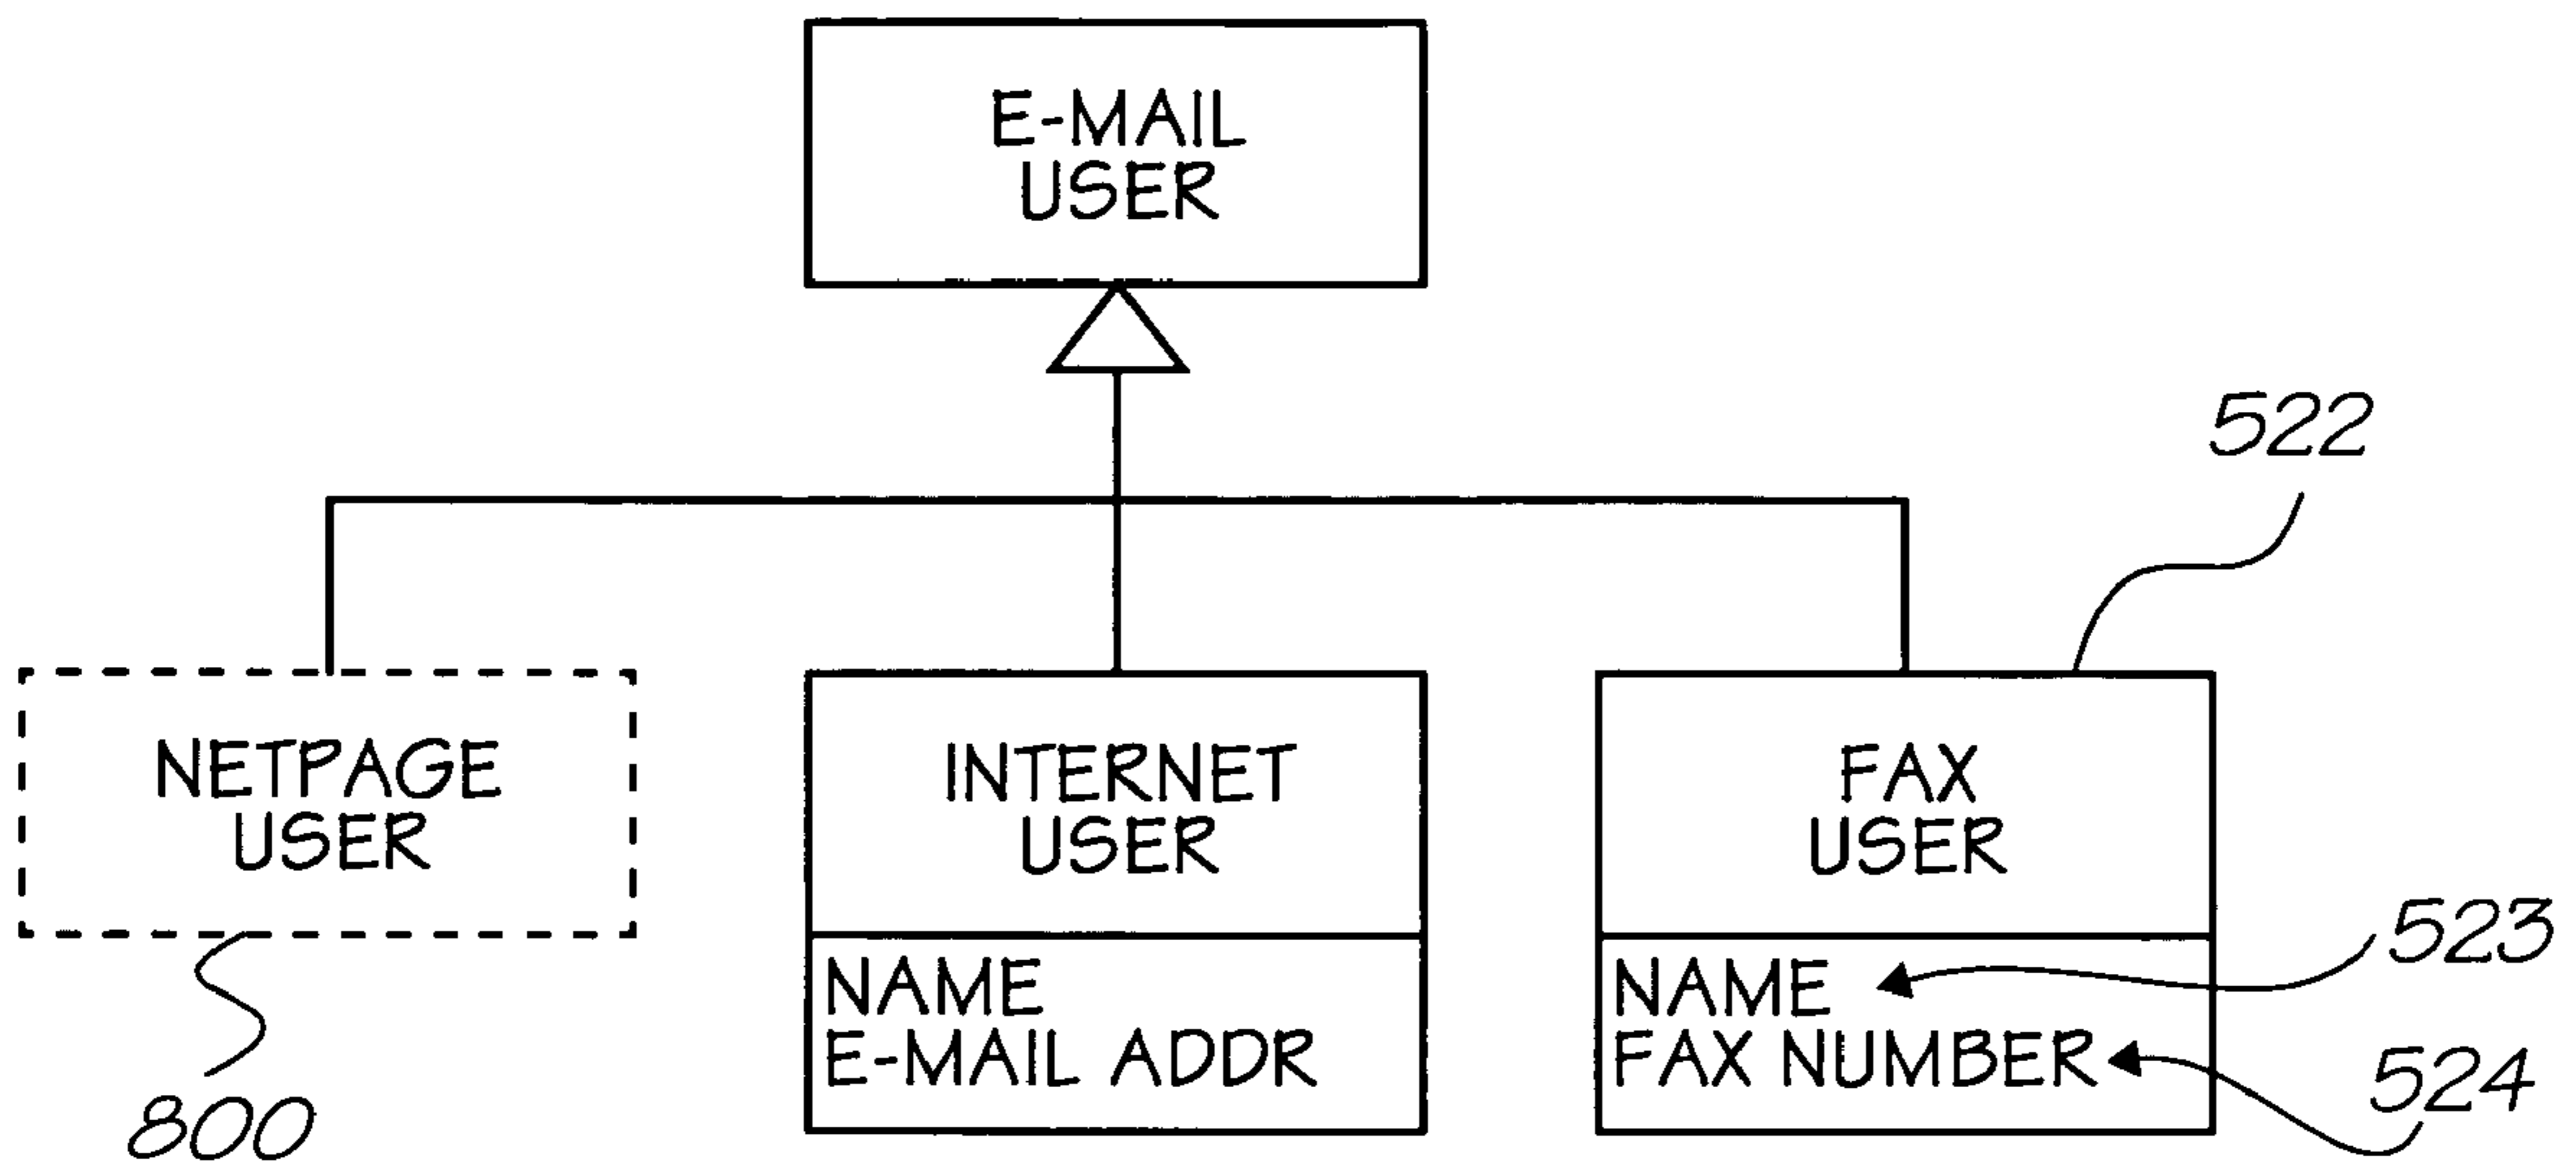 E-MAIL
USER
522
NETPAGE
USER
INTERNET
USER
FAX
USER
NAME
E-MAIL ADDR
NAME
FAX NUMBER
523
524
800